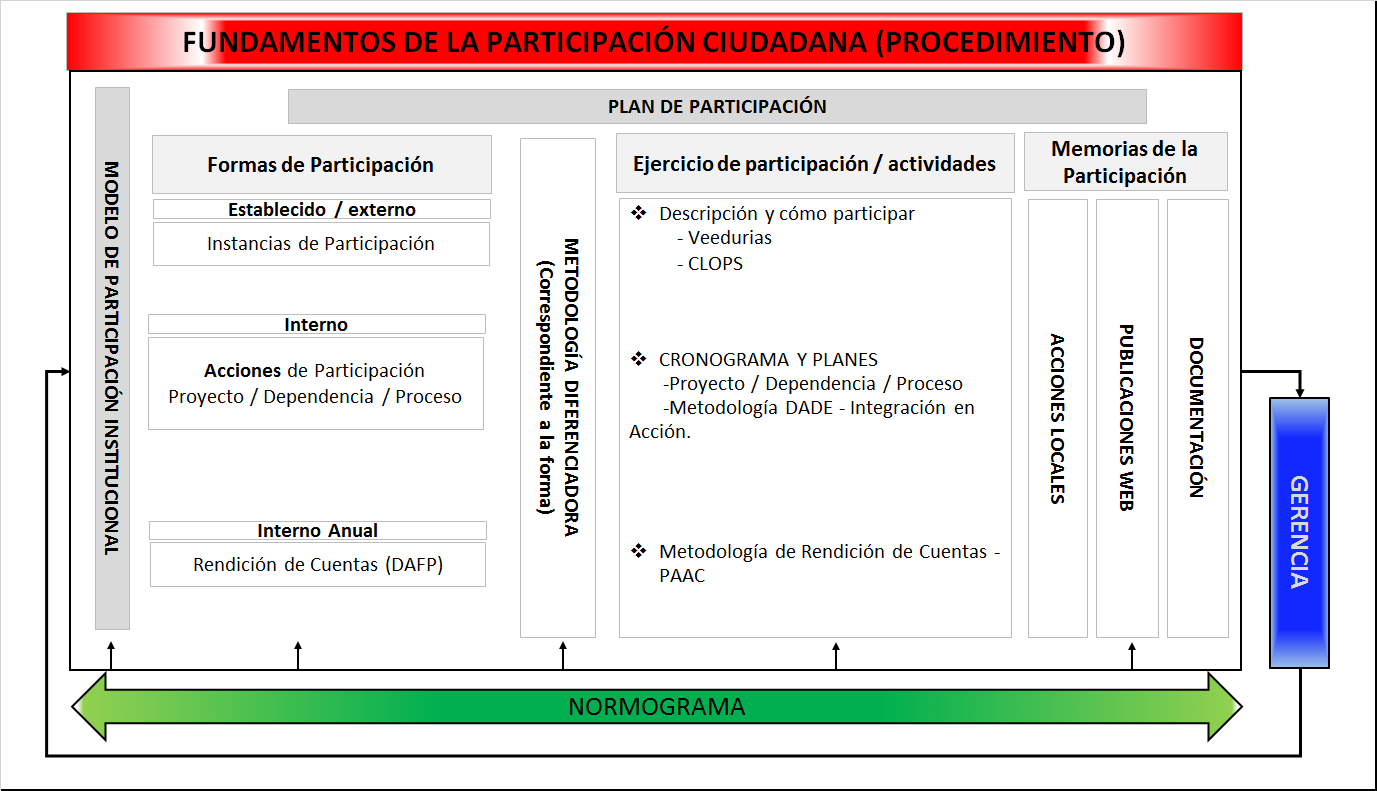 FUNDAMENTOS DE LA PARTICIPACIÓN CIUDADANA (PROCEDIMIENTO)
PLAN DE PARTICIPACIÓN
MODELO DE PARTICIPACIÓN INSTITUCIONAL
Formas de Participación
Establecido / externo
Instancias de Participación
Interno
Acciones de Participación
Proyecto / Dependencia / Proceso
Interno Anual
Rendición de Cuentas (DAFP)
METODOLOGÍA DIFERENCIADORA
(Correspondiente a la forma)
Ejercicio de participación / actividades
❖ Descripción y cómo participar
- Veedurias
- CLOPS
❖ CRONOGRAMA Y PLANES
-Proyecto / Dependencia / Proceso
-Metodología DADE - Integración en
Acción.
❖ Metodología de Rendición de Cuentas -
PAAC
Memorias de la
Participación
ACCIONES LOCALES
PUBLICACIONES WEB
DOCUMENTACIÓN
GERENCIA
NORMOGRAMA